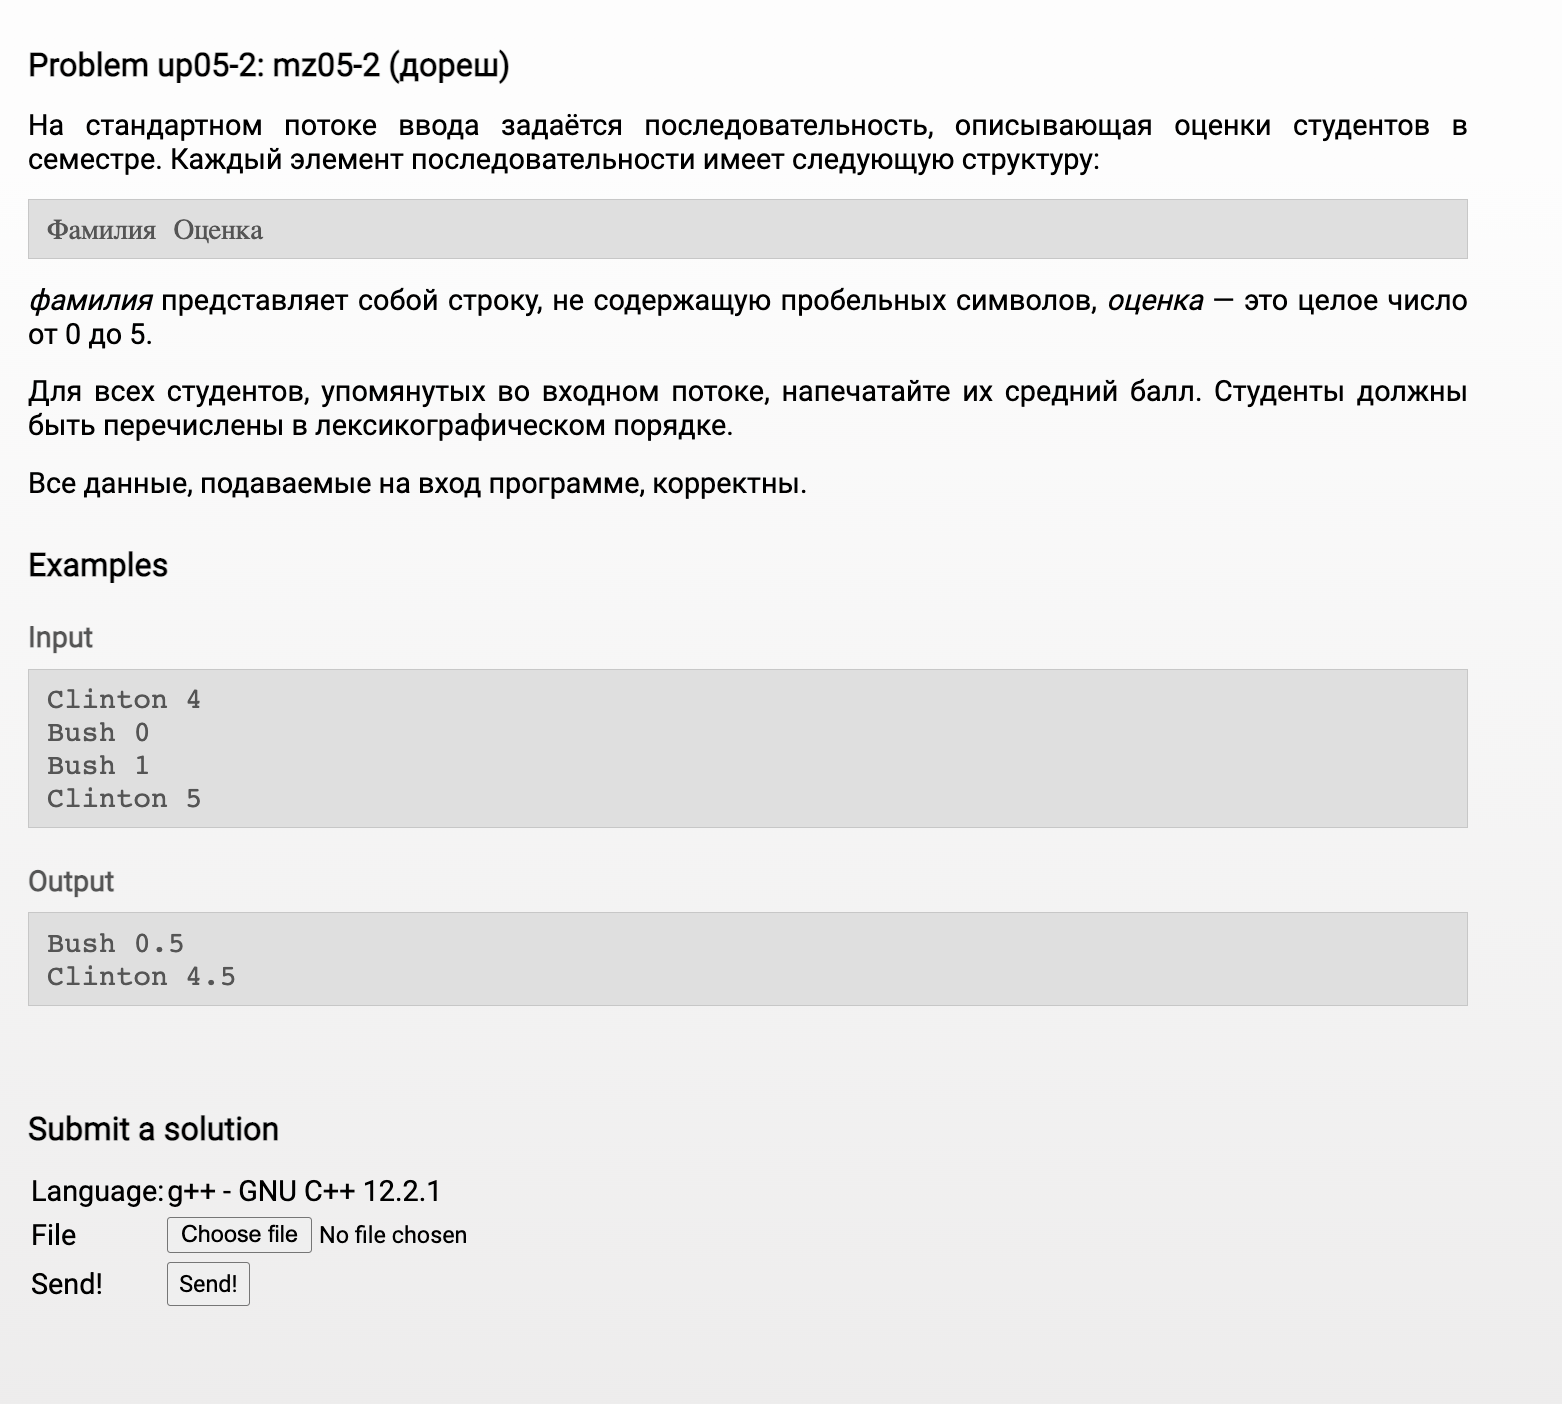 Problem up05-2: mz05-2 (дореш)
На стандартном потоке ввода задаётся последовательность, описывающая оценки студентов в
семестре. Каждый элемент последовательности имеет следующую структуру:
Фамилия Оценка
фамилия представляет собой строку, не содержащую пробельных символов, оценка — это целое число
от 0 до 5.
Для всех студентов, упомянутых во входном потоке, напечатайте их средний балл. Студенты должны
быть перечислены в лексикографическом порядке.
Все данные, подаваемые на вход программе, корректны.
Examples
Input
Clinton 4
Bush 0
Bush 1
Clinton 5
Output
Bush 0.5
Clinton 4.5
Submit a solution
Language: g++ - GNU C++ 12.2.1
File Choose file No file chosen
Send! Send!